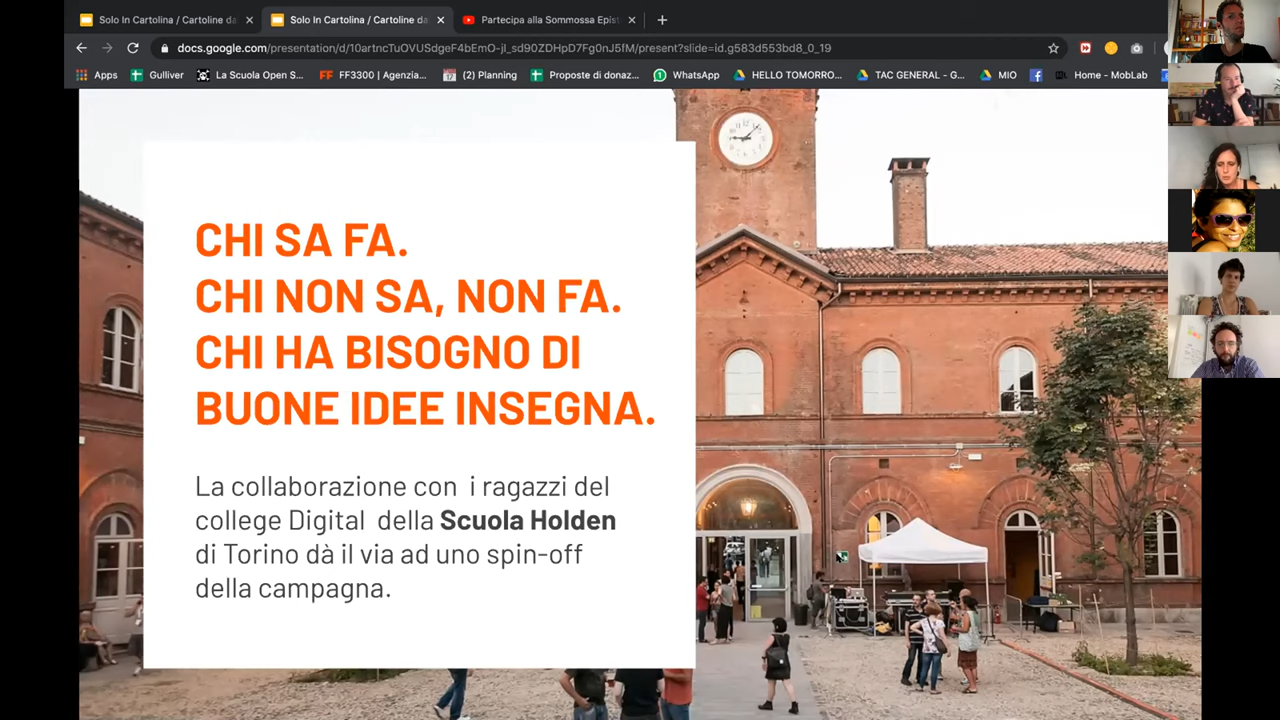 Solo In Cartolina / Cartoline da
Solo In Cartolina / Cartoline da
Partecipa alla Sommossa Epist
docs.google.com/presentation/d/10artncTuOVUSdgeF4bEmO-jI_sd90ZDHpD7Fg0nJ5fM/present?slide=id.g583d553bd8_0_19
Apps
Gulliver
La Scuola Open S...
FF3300 | Agenzia...
(2) Planning
Proposte di donaz...
WhatsApp
HELLO TOMORRO...
TAC GENERAL - G...
MIO
Home - MobLab
CHI SA FA.
CHI NON SA, NON FA.
CHI HA BISOGNO DI
BUONE IDEE INSEGNA.
La collaborazione con i ragazzi del
college Digital della Scuola Holden
di Torino dà il via ad uno spin-off
della campagna.